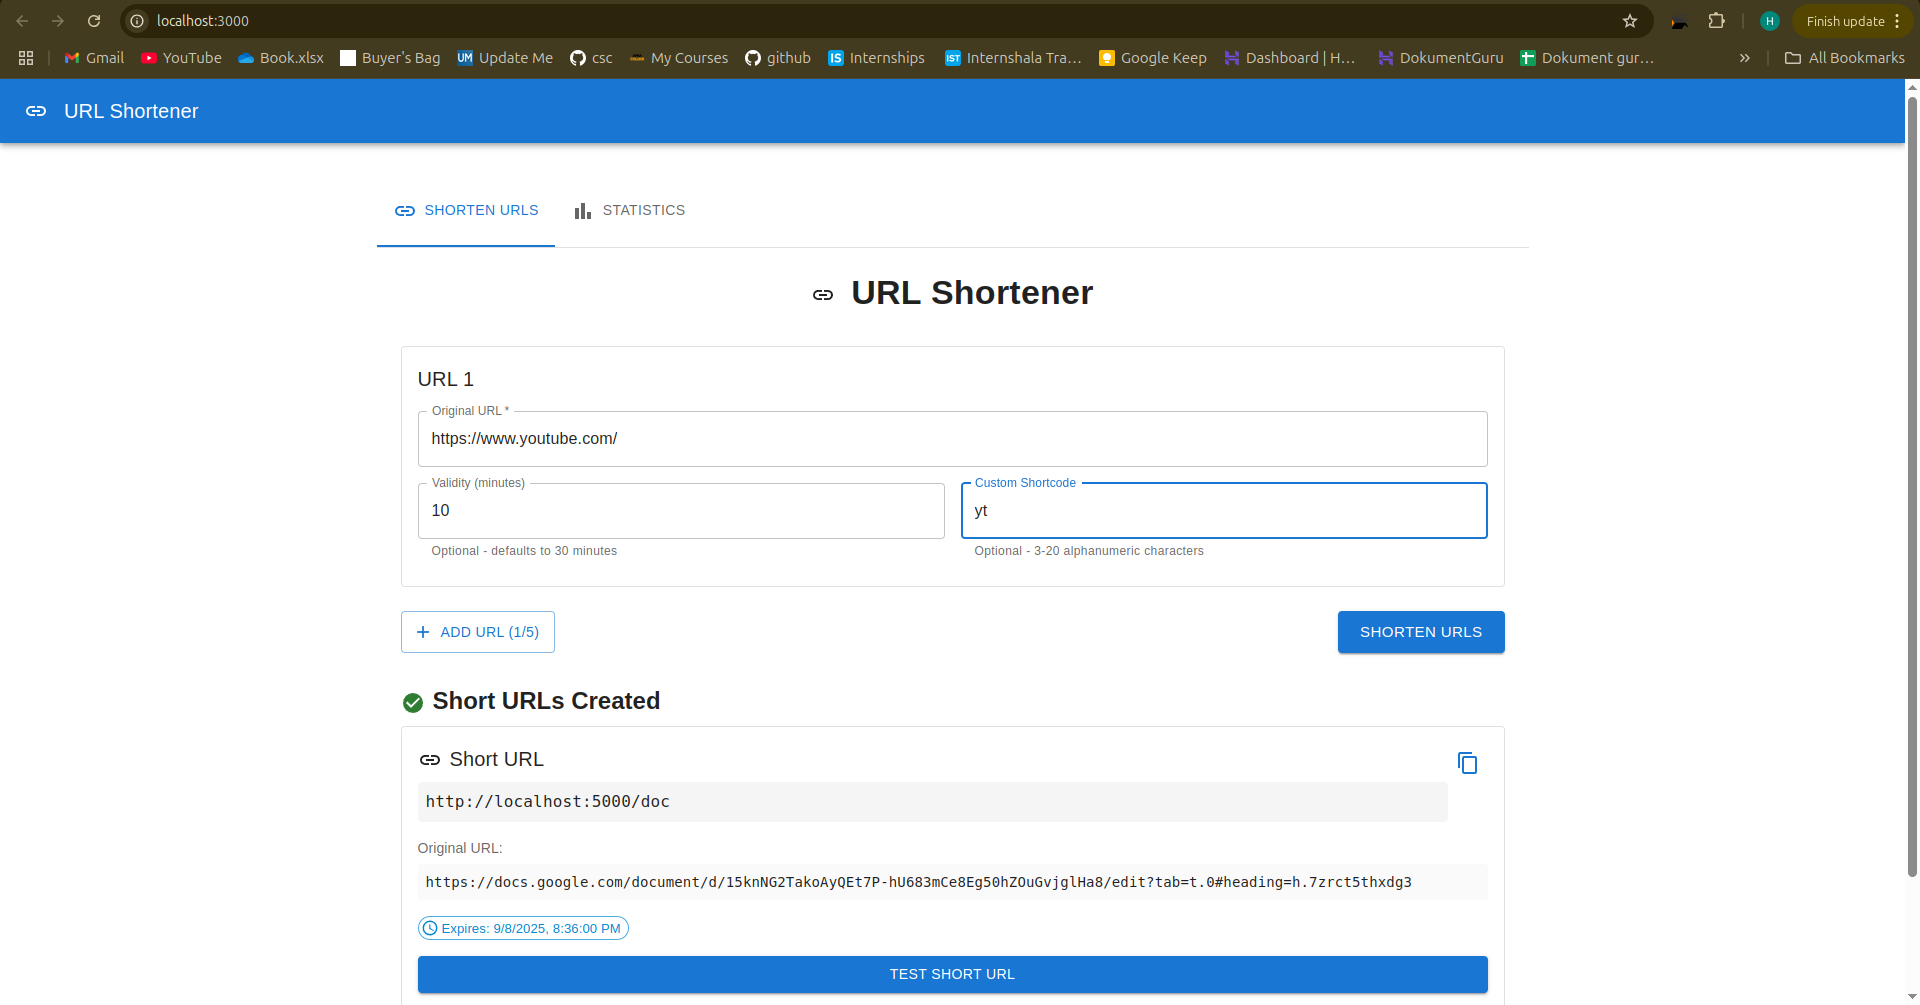 localhost:3000
H
Finish update
Gmail
YouTube
Book.xlsx
Buyer's Bag
UM Update Me
csc
My Courses
github
IS Internships
IST Internshala Tra...
Google Keep
Dashboard | H...
DokumentGuru
Dokument gur...
»
All Bookmarks
URL Shortener
SHORTEN URLS
STATISTICS
URL Shortener
URL 1
Original URL *
https://www.youtube.com/
Validity (minutes)
10
Optional - defaults to 30 minutes
Custom Shortcode
yt
Optional - 3-20 alphanumeric characters
+ ADD URL (1/5)
SHORTEN URLS
Short URLs Created
Short URL
http://localhost:5000/doc
Original URL:
https://docs.google.com/document/d/15knNG2TakoAyQEt7P-hU683mCe8Eg50hZOuGvjglHa8/edit?tab=t.0#heading=h.7zrct5thxdg3
Expires: 9/8/2025, 8:36:00 PM
TEST SHORT URL